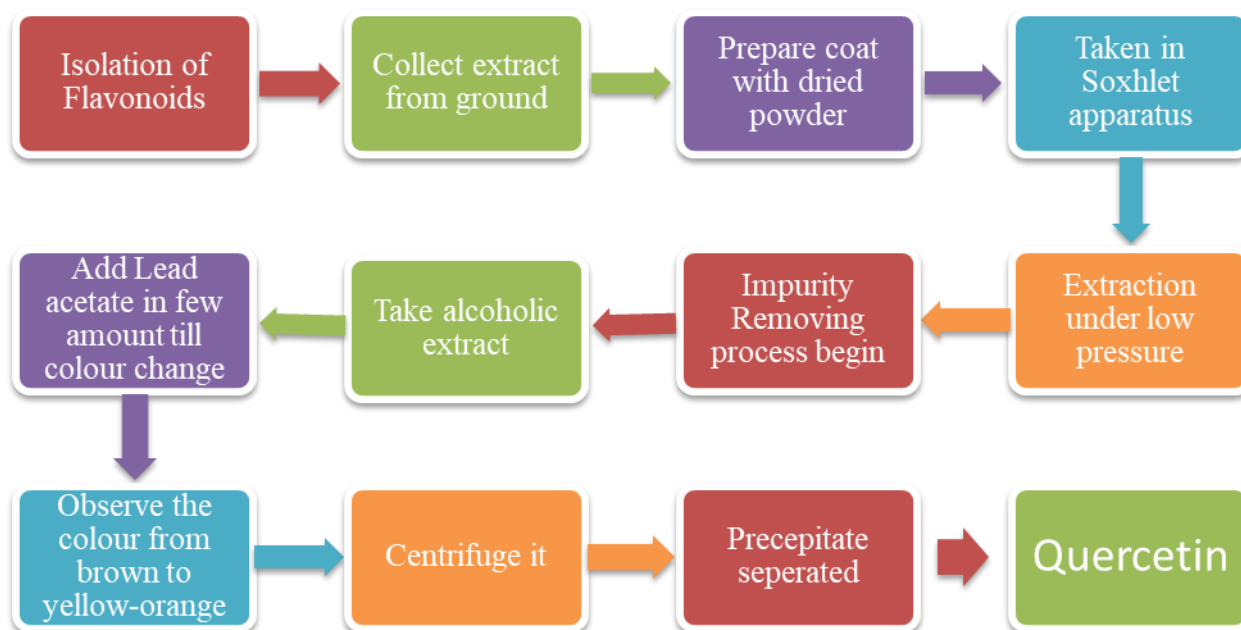 Isolation of
Flavonoids
Collect extract
from ground
Prepare coat
with dried
powder
Taken in
Soxhlet
apparatus
Extraction
under low
pressure
Impurity
Removing
process begin
Take alcoholic
extract
Add Lead
acetate in few
amount till
colour change
Observe the
colour from
brown to
yellow-orange
Centrifuge it
Precepitate
seperated
Quercetin